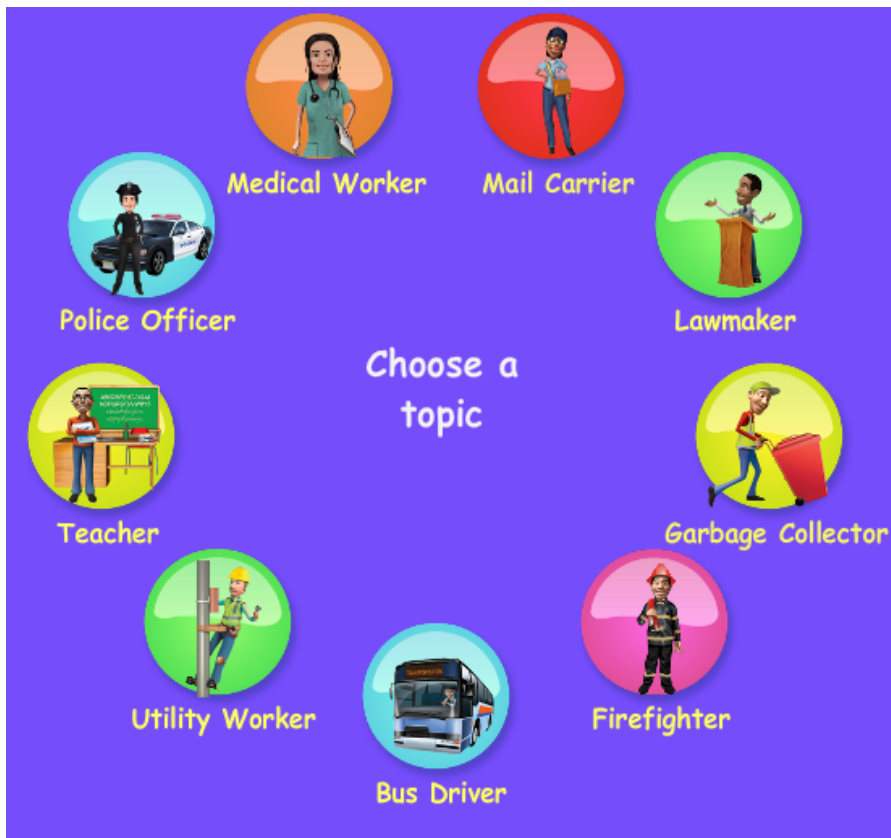 Medical Worker
Mail Carrier
Police Officer
Lawmaker
Choose a
topic
Teacher
Garbage Collector
Utility Worker
Firefighter
Bus Driver